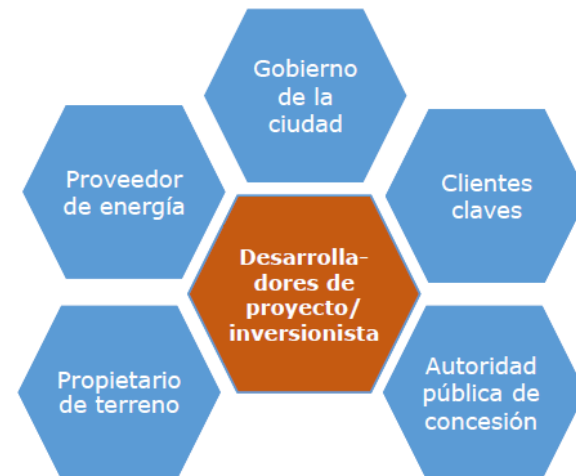 Gobierno
de la
ciudad
Proveedor
de energía
Clientes
claves
Desarrolla-
dores de
proyecto/
inversionista
Propietario
de terreno
Autoridad
pública de
concesión